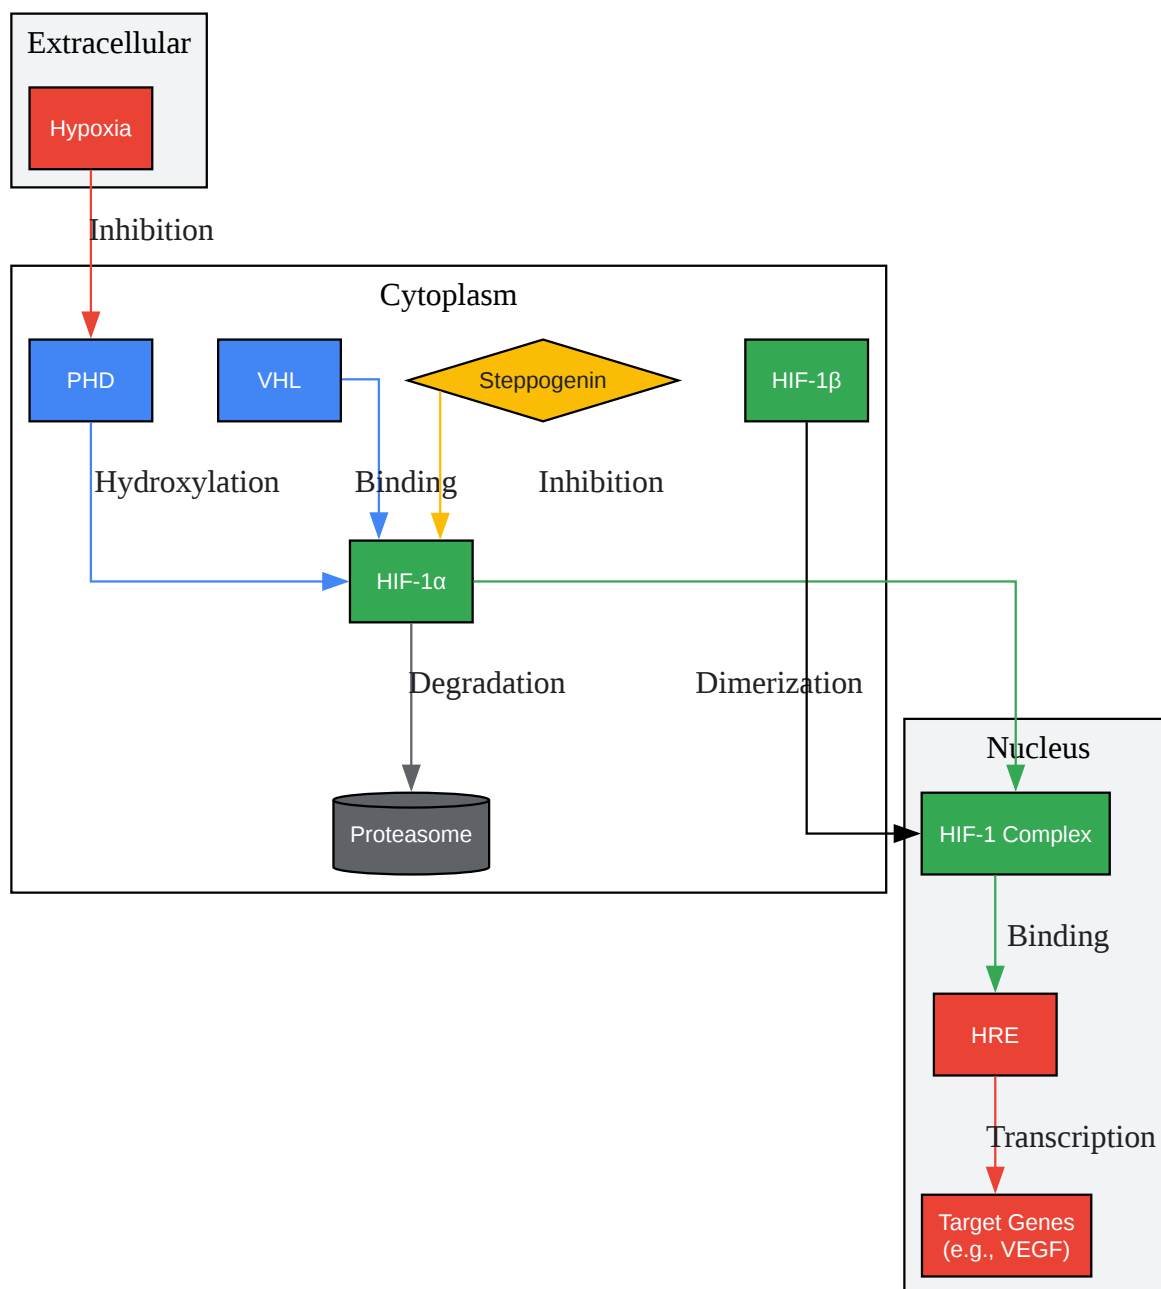 Extracellular
Hypoxia
Inhibition
Cytoplasm
PHD
VHL
Steppogenin
HIF-1β
Hydroxylation
Binding
Inhibition
HIF-1α
Degradation
Dimerization
Nucleus
Proteasome
HIF-1 Complex
Binding
HRE
Transcription
Target Genes
(e.g., VEGF)